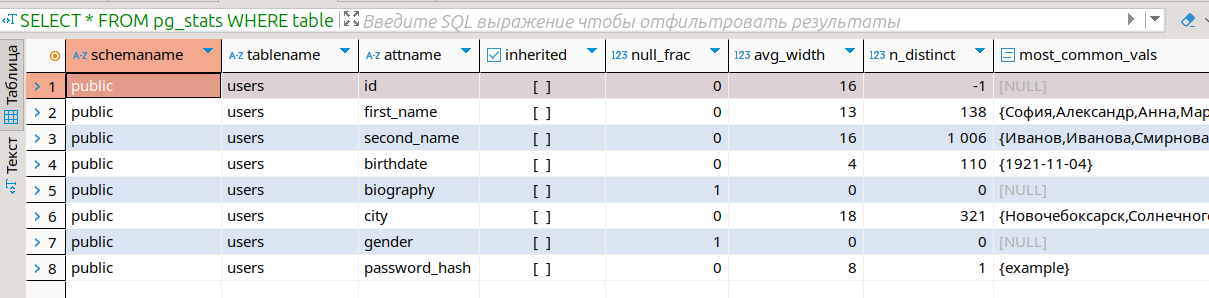 SELECT * FROM pg_stats WHERE table Введите SQL выражение чтобы отфильтровать результаты
Таблица
Текст
A-Z schemaname A-Z tablename A-Z attname inherited 123 null_frac 123 avg_width 123 n_distinct most_common_vals
1 public users id [ ] 0 16 -1 [NULL]
2 public users first_name [ ] 0 13 138 {София,Александр,Анна,Мар
3 public users second_name [ ] 0 16 1 006 {Иванов,Иванова,Смирнова
4 public users birthdate [ ] 0 4 110 {1921-11-04}
5 public users biography [ ] 1 0 0 [NULL]
6 public users city [ ] 0 18 321 {Новочебоксарск,Солнечного
7 public users gender [ ] 1 0 0 [NULL]
8 public users password_hash [ ] 0 8 1 {example}